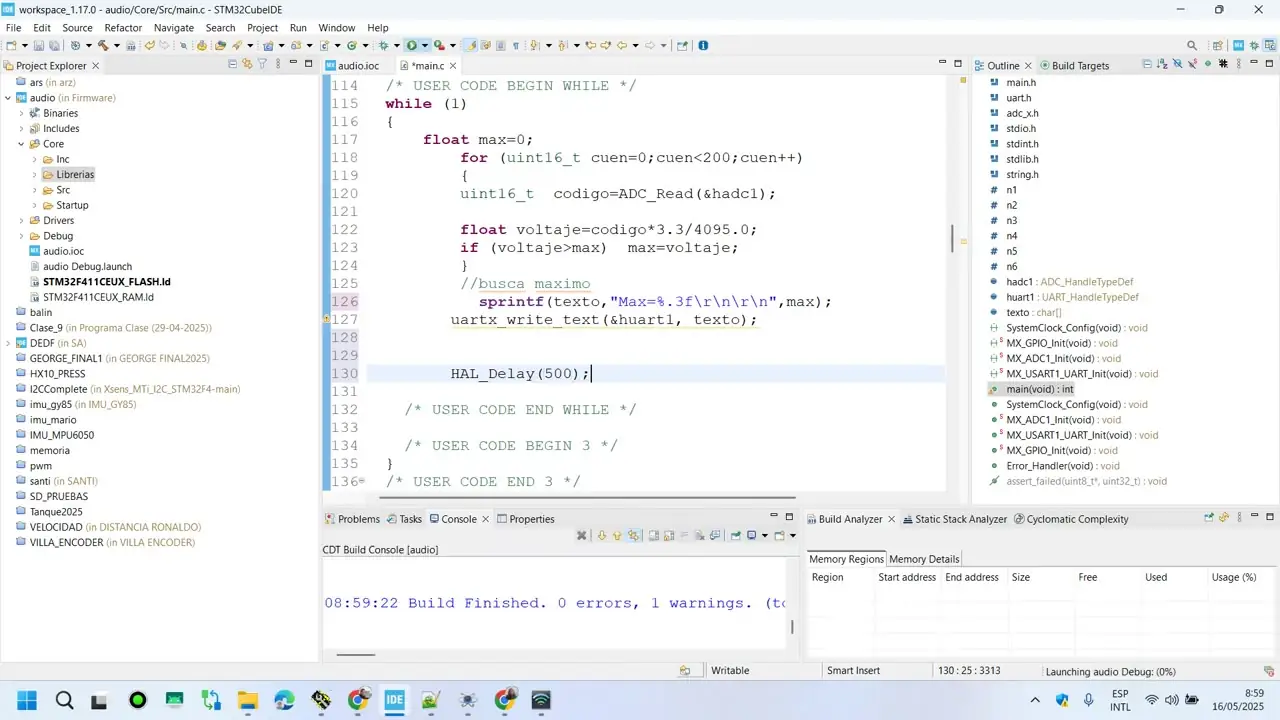 workspace_1.17.0 - audio/Core/Src/main.c - STM32CubeIDE
File Edit Source Refactor Navigate Search Project Run Window Help
Project Explorer
ars (in arz)
audio (in Firmware)
Binaries
Includes
Core
Inc
Librerias
Src
Startup
Drivers
Debug
audio.ioc
audio Debug.launch
STM32F411CEUX_FLASH.ld
STM32F411CEUX_RAM.ld
balin
Clase_9 (in Programa Clase (29-04-2025))
DEDF (in SA)
GEORGE_FINAL1 (in GEORGE FINAL2025)
HX10_PRESS
I2CComplete (in Xsens_MTi_I2C_STM32F4-main)
imu_gy85 (in IMU_GY85)
imu_mario
IMU_MPU6050
memoria
pwm
santi (in SANTI)
SD_PRUEBAS
Tanque2025
VELOCIDAD (in DISTANCIA RONALDO)
VILLA_ENCODER (in VILLA ENCODER)
audio.ioc *main.c
114 /* USER CODE BEGIN WHILE */
115 while (1)
116 {
117 float max=0;
118 for (uint16_t cuen=0;cuen<200;cuen++)
119 {
120 uint16_t codigo=ADC_Read(&hadc1);
121
122 float voltaje=codigo*3.3/4095.0;
123 if (voltaje>max) max=voltaje;
124 }
125 //busca maximo
126 sprintf(texto,"Max=%.3f\r\n\r\n",max);
127 uartx_write_text(&huart1, texto);
128
129
130 HAL_Delay(500);
131
132 /* USER CODE END WHILE */
133
134 /* USER CODE BEGIN 3 */
135 }
136 /* USER CODE END 3 */
Outline Build Targets
main.h
uart.h
adc_x.h
stdio.h
stdint.h
stdlib.h
string.h
n1
n2
n3
n4
n5
n6
hadc1 : ADC_HandleTypeDef
huart1 : UART_HandleTypeDef
texto : char[]
SystemClock_Config(void) : void
MX_GPIO_Init(void) : void
MX_ADC1_Init(void) : void
MX_USART1_UART_Init(void) : void
main(void) : int
SystemClock_Config(void) : void
MX_ADC1_Init(void) : void
MX_USART1_UART_Init(void) : void
MX_GPIO_Init(void) : void
Error_Handler(void) : void
assert_failed(uint8_t*, uint32_t) : void
Problems Tasks Console Properties
CDT Build Console [audio]
08:59:22 Build Finished. 0 errors, 1 warnings. (to
Build Analyzer Static Stack Analyzer Cyclomatic Complexity
Memory Regions Memory Details
Region Start address End address Size Free Used Usage (%)
Writable Smart Insert 130 : 25 : 3313 Launching audio Debug: (0%)
IDE
ESP
INTL
8:59
16/05/2025